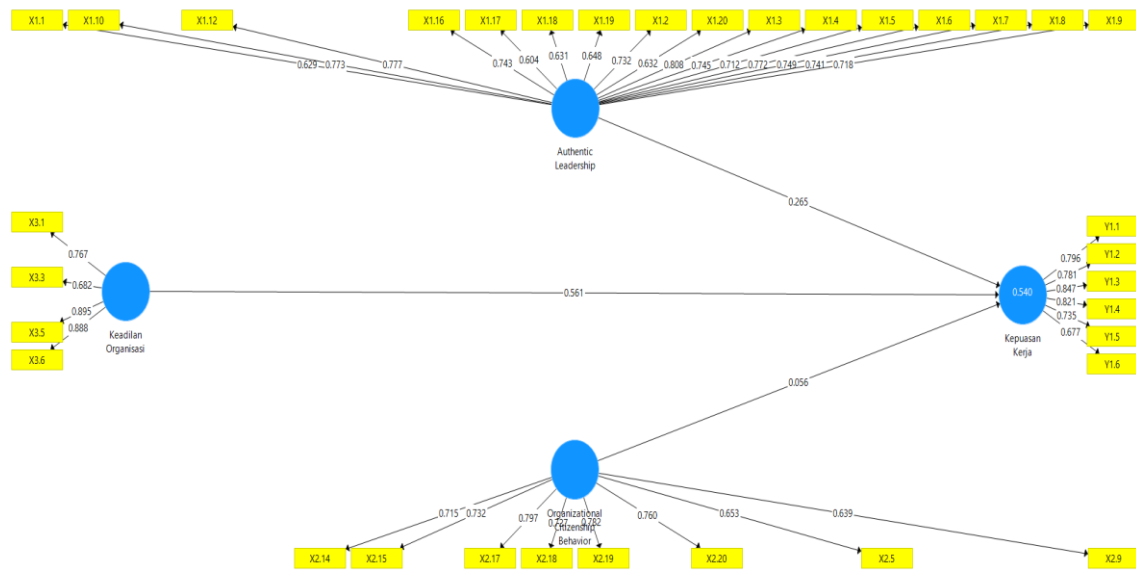 X1.1
X1.10
X1.12
X1.16
X1.17
X1.18
X1.19
X1.2
X1.20
X1.3
X1.4
X1.5
X1.6
X1.7
X1.8
X1.9
0.629
0.773
0.777
0.743
0.604
0.631
0.648
0.732
0.632
0.808
0.745
0.712
0.772
0.749
0.741
0.718
Authentic
Leadership
0.265
X3.1
X3.3
X3.5
X3.6
0.767
0.682
0.895
0.888
Keadilan
Organisasi
0.561
0.540
Kepuasan
Kerja
0.796
0.781
0.847
0.821
0.735
0.677
Y1.1
Y1.2
Y1.3
Y1.4
Y1.5
Y1.6
0.056
Organizational
Citizenship
Behavior
0.715
0.732
0.797
0.782
0.760
0.653
0.639
X2.14
X2.15
X2.17
X2.18
X2.19
X2.20
X2.5
X2.9